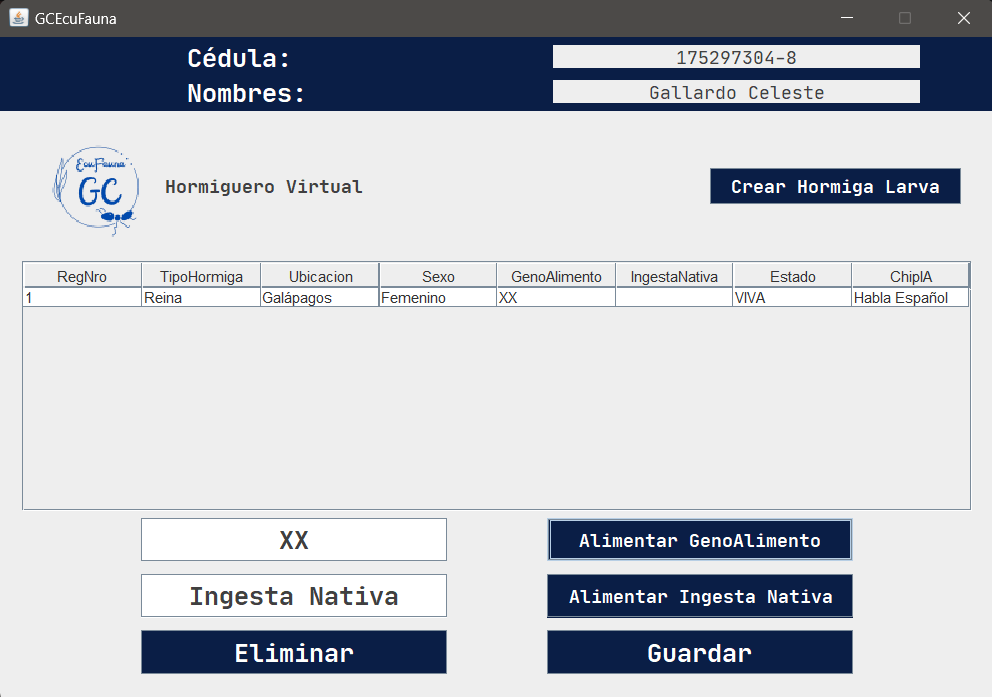 GCEcuFauna
Cédula: 175297304-8
Nombres: Gallardo Celeste
EcuFauna
GC
Hormiguero Virtual
Crear Hormiga Larva
RegNro TipoHormiga Ubicacion Sexo GenoAlimento IngestaNativa Estado ChipIA
1 Reina Galápagos Femenino XX VIVA Habla Español
XX Alimentar GenoAlimento
Ingesta Nativa Alimentar Ingesta Nativa
Eliminar Guardar